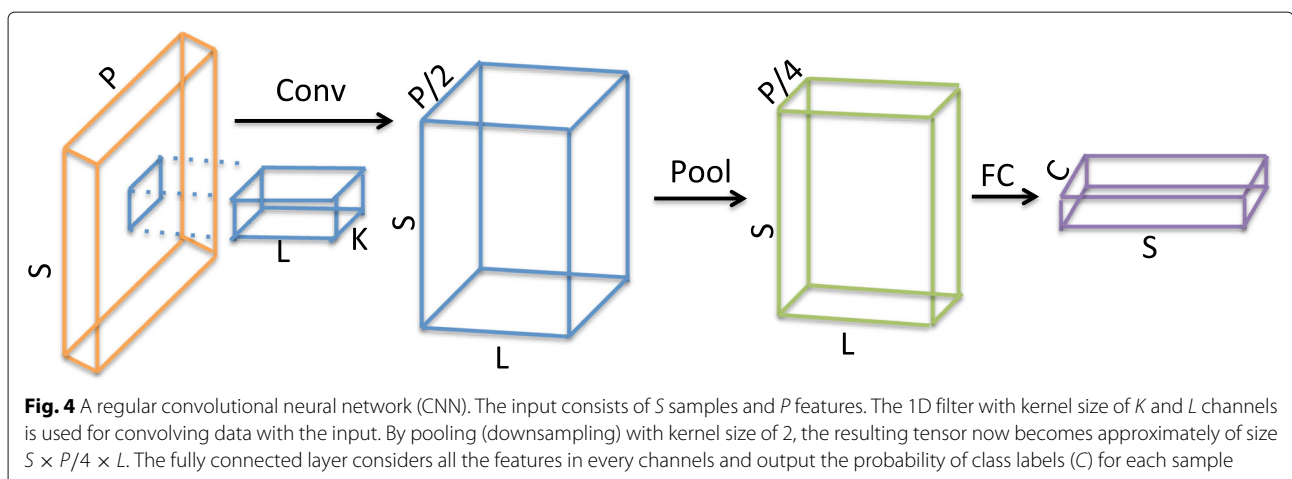 P
Conv
P/2
P/4
Pool
FC
C
S
L
K
S
S
S
L
L
Fig. 4 A regular convolutional neural network (CNN). The input consists of S samples and P features. The 1D filter with kernel size of K and L channels
is used for convolving data with the input. By pooling (downsampling) with kernel size of 2, the resulting tensor now becomes approximately of size
S × P/4 × L. The fully connected layer considers all the features in every channels and output the probability of class labels (C) for each sample